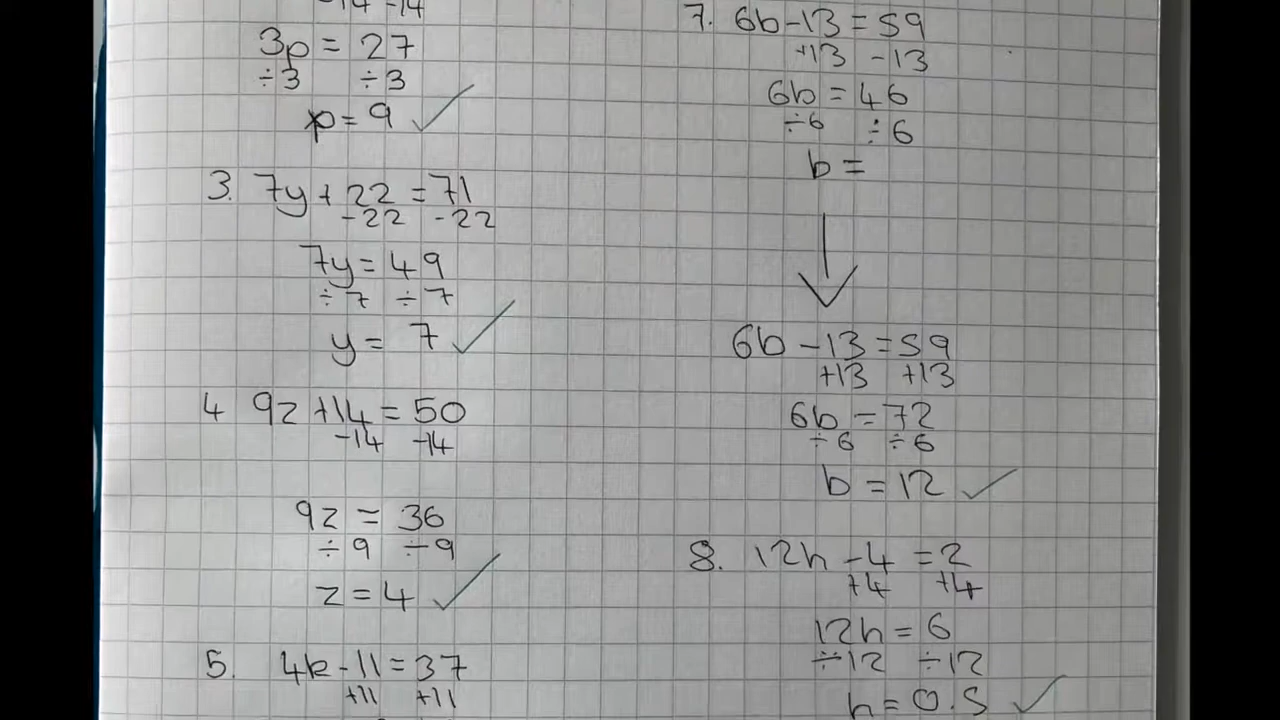 -14 -14
3p = 27
÷3 ÷3
p = 9 ✓
3. 7y + 22 = 71
-22 -22
7y = 49
÷7 ÷7
y = 7 ✓
4 9z +14 = 50
-14 -14
9z = 36
÷9 ÷9
z = 4 ✓
5. 4k - 11 = 37
+11 +11
7. 6b - 13 = 59
+13 -13
6b = 46
÷6 ÷6
b =
6b - 13 = 59
+13 +13
6b = 72
÷6 ÷6
b = 12 ✓
8. 12h - 4 = 2
+4 +4
12h = 6
÷12 ÷12
h = 0.5 ✓